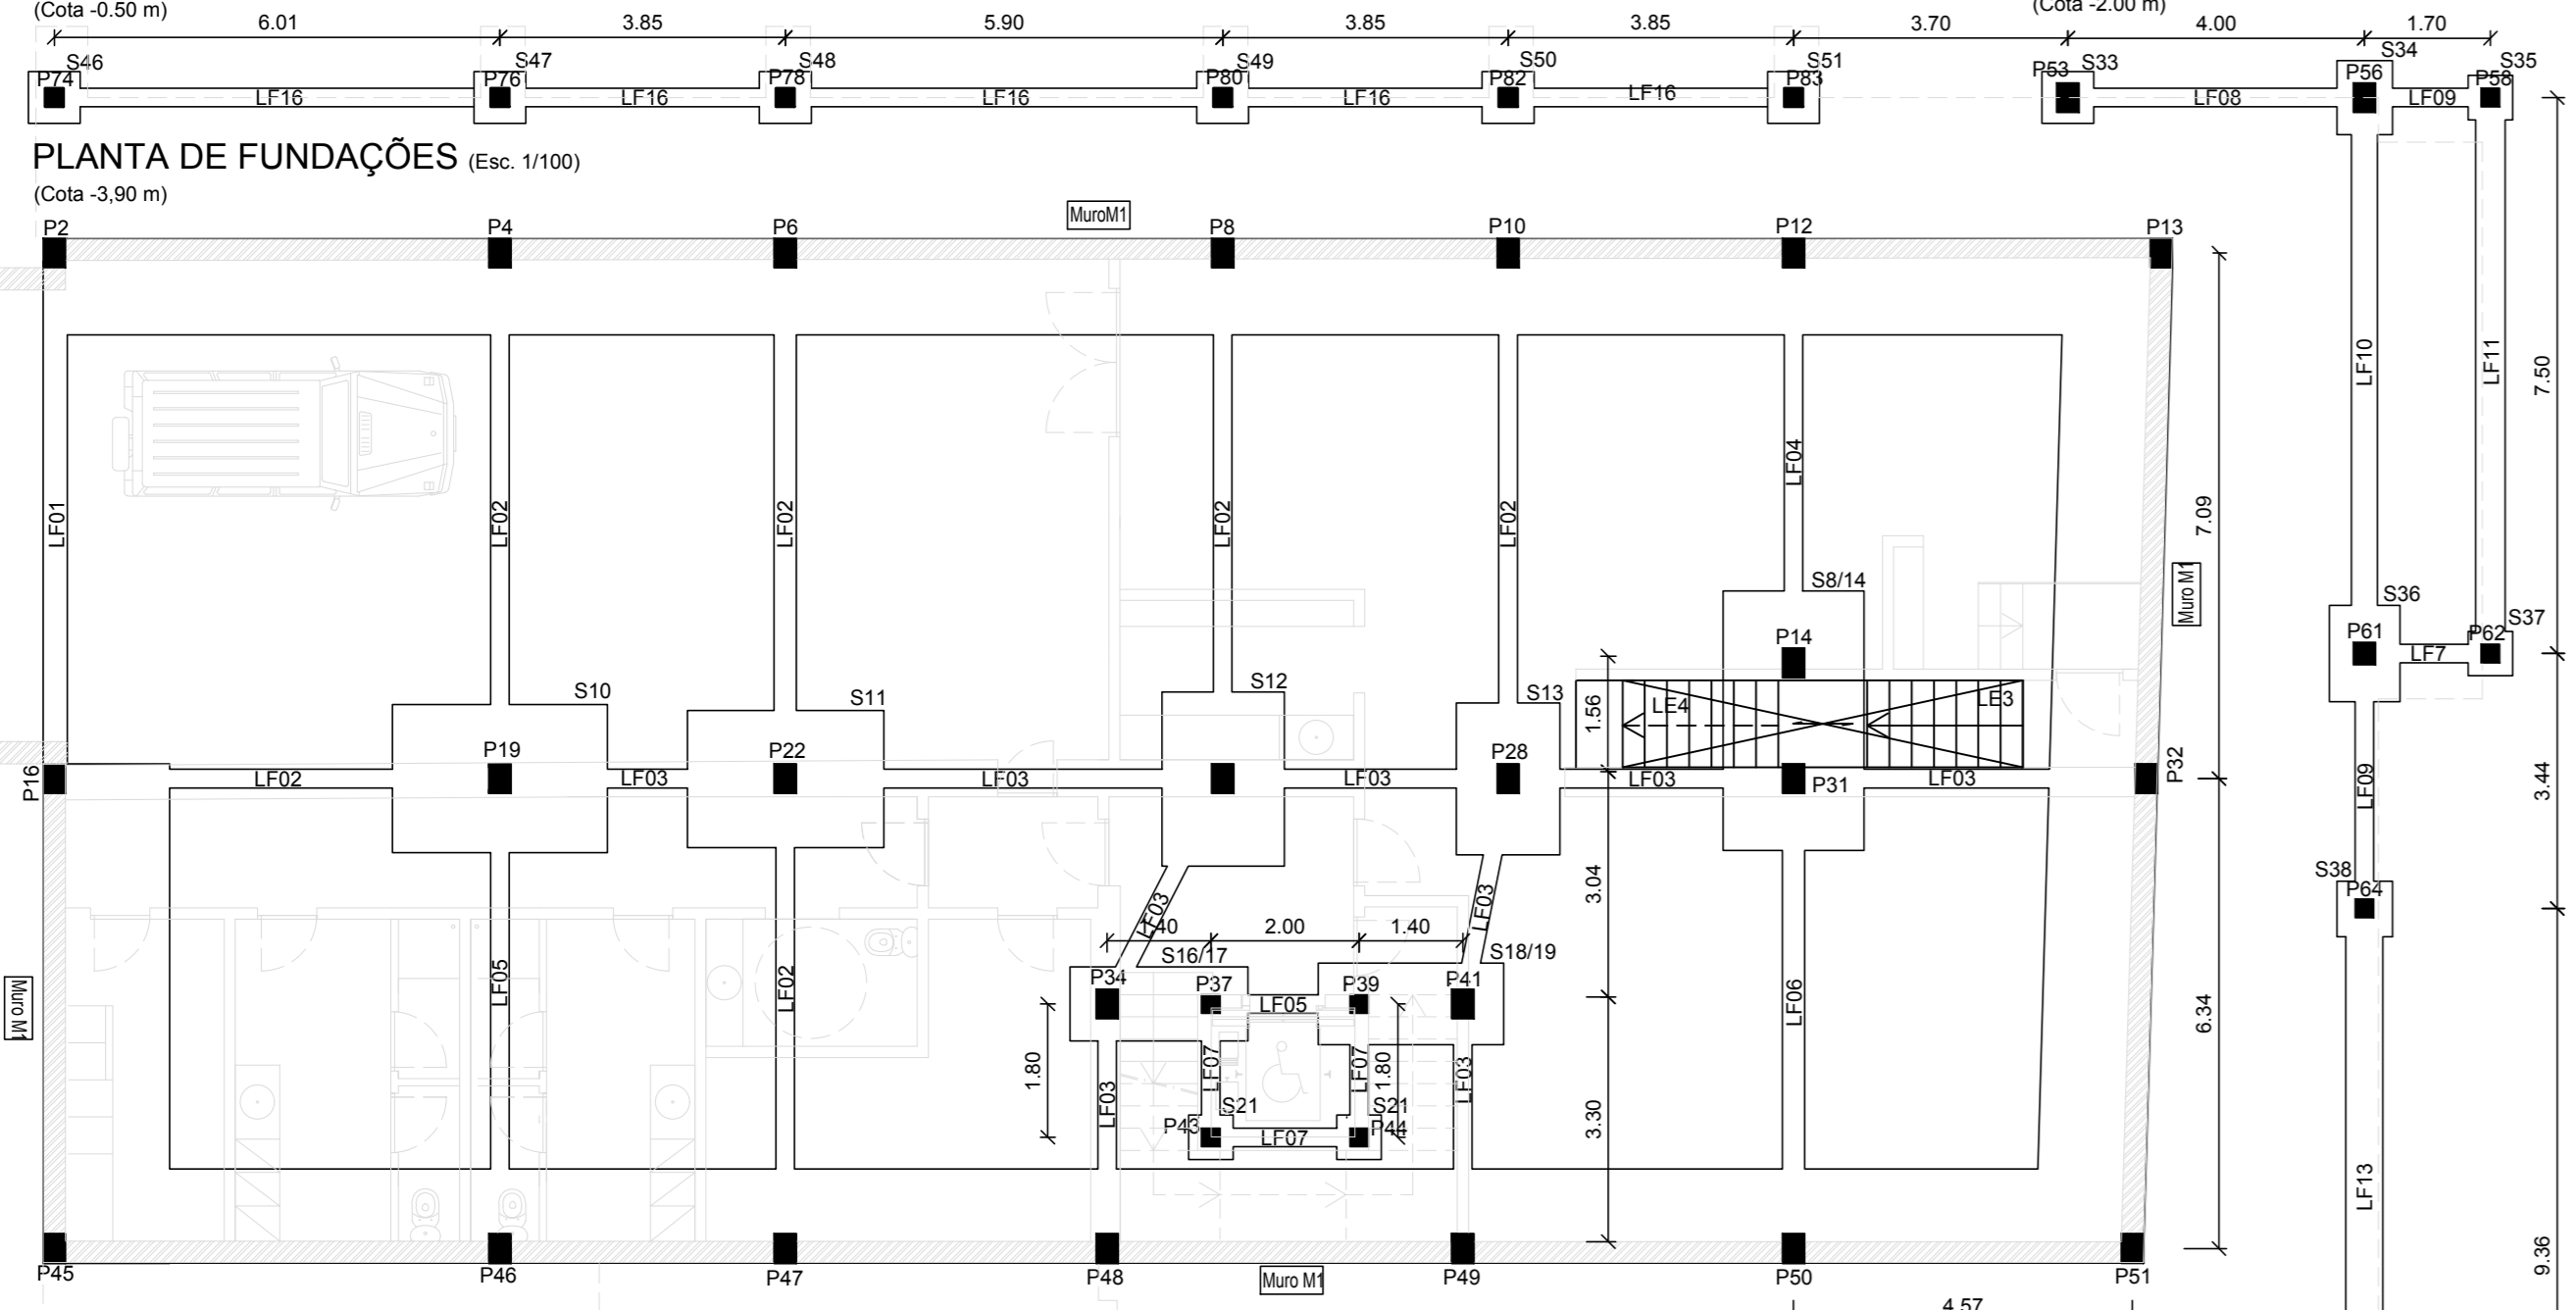 (Cota -0.50 m)
(Cota -2.00 m)
6.01 3.85 5.90 3.85 3.85 3.70 4.00 1.70
S46 S47 S48 S49 S50 S51 S33 S34 S35
P74 P76 P78 P80 P82 P83 P53 P56 P58
LF16 LF16 LF16 LF16 LF16 LF08 LF09
PLANTA DE FUNDAÇÕES (Esc. 1/100)
(Cota -3,90 m)
MuroM1
P2 P4 P6 P8 P10 P12 P13
LF10 LF11 7.50
LF04
LF01 LF02 LF02 LF02 LF02 7.09
S8/14 Muro M1 S36
S37
P14 P61 P62
LF7
S10 S11 S12 S13
1.56 LE4 LE3
P16 P19 P22 P28 P32
LF02 LF03 LF03 LF03 LF03 P31 LF03 LF09 3.44
S38
P64
3.04
LF03 LF03
1.40 2.00 1.40
S16/17 S18/19
P34 P37 P39 P41
LF05
Muro M1 LF05 LF02 LF06 6.34
1.80 LF07 LF07 1.80
LF03 LF03
S21 S21
P43 P44 3.30
LF07
LF13
9.36
P45 P46 P47 P48 Muro M1 P49 P50 P51
4.57